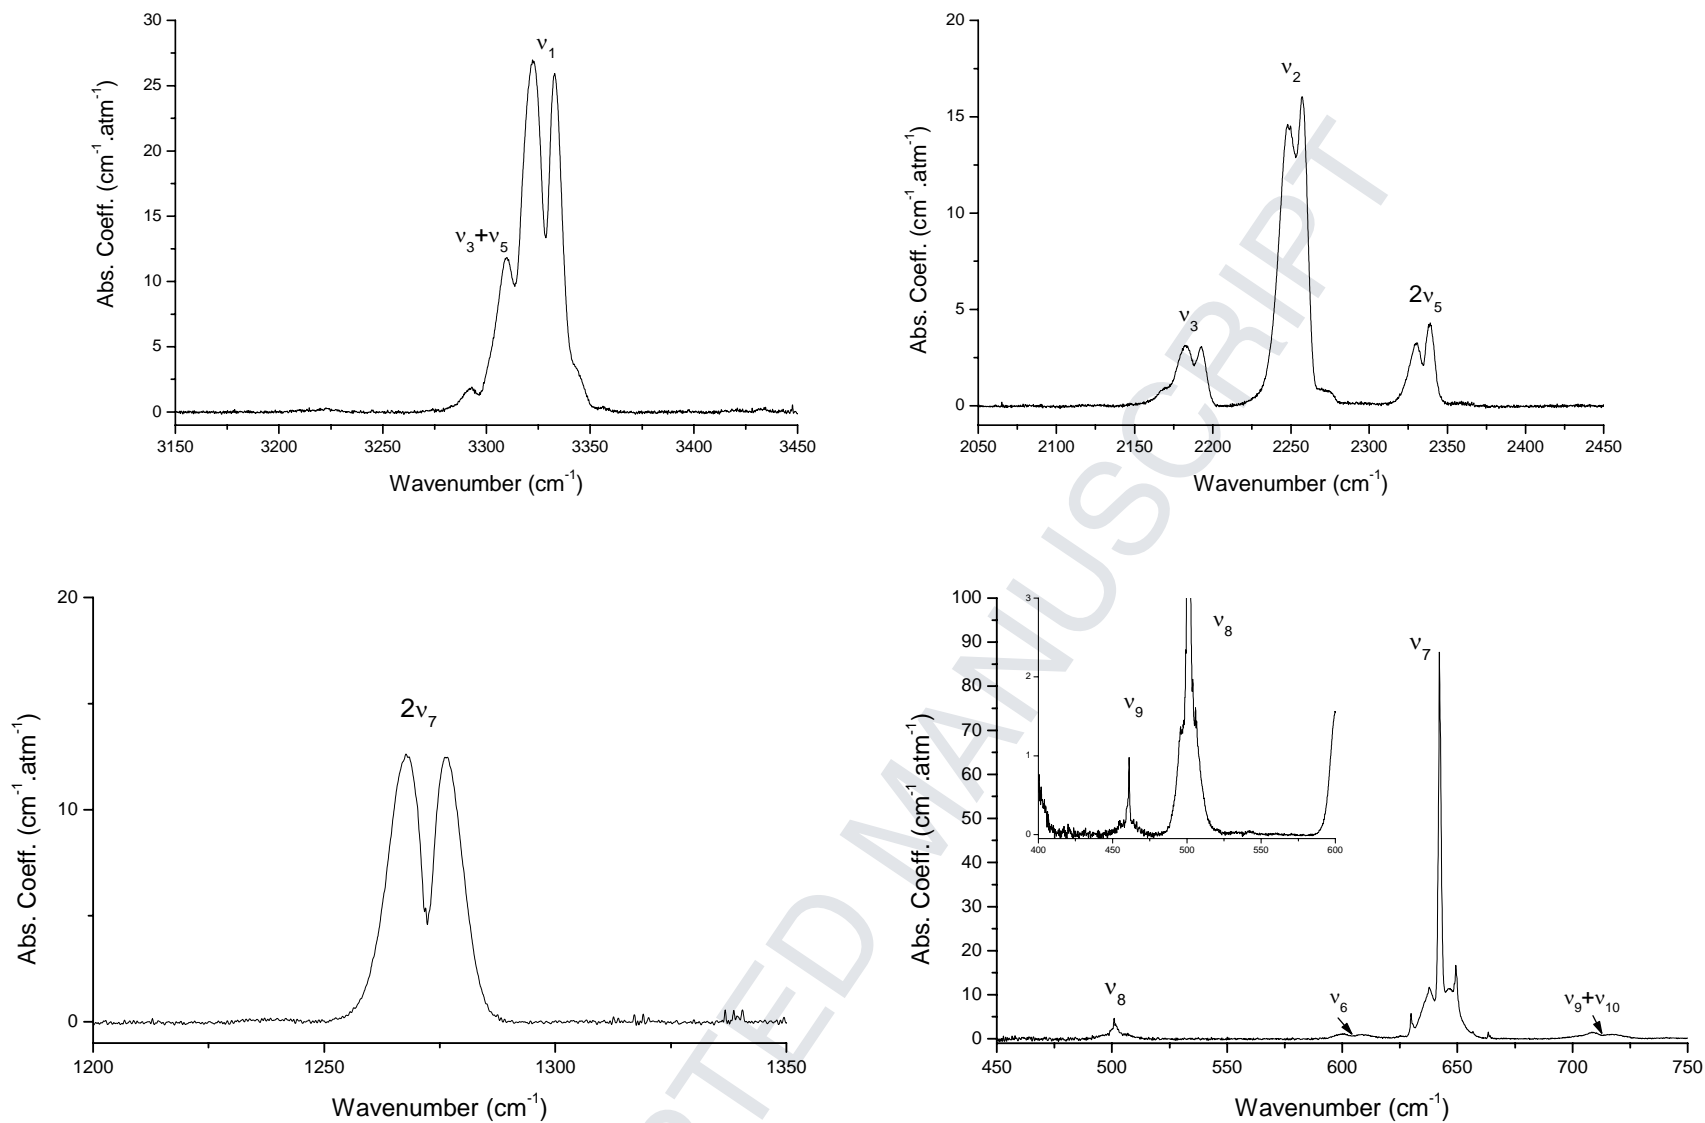 30
25
20
15
10
5
0
Abs. Coeff. (cm⁻¹.atm⁻¹)
ν₁
ν₃+ν₅
3150 3200 3250 3300 3350 3400 3450
Wavenumber (cm⁻¹)
20
15
10
5
0
Abs. Coeff. (cm⁻¹.atm⁻¹)
ν₂
ν₃
2ν₅
2050 2100 2150 2200 2250 2300 2350 2400 2450
Wavenumber (cm⁻¹)
20
10
0
Abs. Coeff. (cm⁻¹.atm⁻¹)
2ν₇
1200 1250 1300 1350
Wavenumber (cm⁻¹)
100
90
80
70
60
50
40
30
20
10
0
Abs. Coeff. (cm⁻¹.atm⁻¹)
3
2
1
0
ν₈
ν₉
400 450 500 550 600
ν₇
ν₈
ν₆
ν₉+ν₁₀
450 500 550 600 650 700 750
Wavenumber (cm⁻¹)
PTED MANUSCRIPT